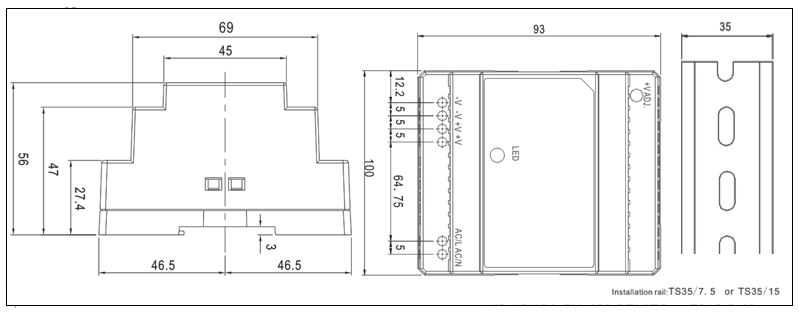 69
45
56
47
27.4
3
46.5
46.5
93
100
12.2
5
5
5
64.75
5
-V
-V
+V
+V
AC/L
AC/N
LED
+V ADJ.
35
Installation rail: TS35/7.5 or TS35/15